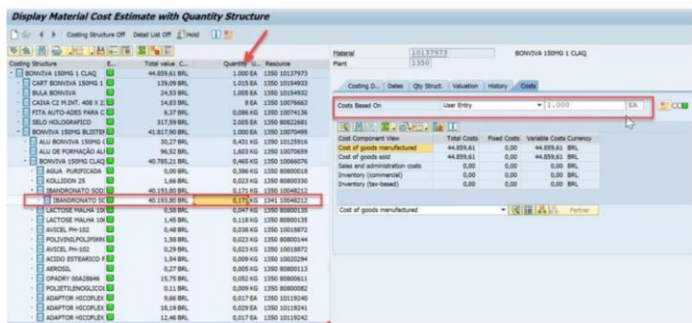 Display Material Cost Estimate with Quantity Structure
Costing Structure Off Detail List Off Hold
Costing Structure E... Total value C... Quantity U.. Resource
BONVIVA 150MG 1 CLAQ 44.859,61 BRL 1.000 EA 1350 10137973
CART BONVIVA 150MG 1 139,09 BRL 1.015 EA 1350 10154933
BULA BONVIVA 24,53 BRL 1.005 EA 1350 10154932
CAIXA C2 M.INT. 408 X 2 14,83 BRL 8 EA 1350 10076663
FITA AUTO-ADES PARA C 6,37 BRL 0,086 KG 1350 10074136
SELO HOLOGRAFICO 317,59 BRL 2.005 EA 1350 80822681
BONVIVA 150MG BLISTER 41.817,90 BRL 1.000 EA 1350 10070495
ALU BONVIVA 150MG ( 30,27 BRL 0,431 KG 1350 10125916
ALU DE FORMAÇÃO AL( 96,52 BRL 1,603 KG 1350 10070659
BONVIVA 150MG CLAQ 40.785,21 BRL 0,465 KG 1350 10066076
AGUA PURIFICADA 0,00 BRL 0,386 KG 1350 80800018
KOLLIDON 25 1,66 BRL 0,023 KG 1350 80800330
IBANDRONATO SOD 40.193,80 BRL 0,171 KG 1350 10048212
IBANDRONATO SC 40.193,80 BRL 0,171 KG 1341 10048212
LACTOSE MALHA 10( 0,58 BRL 0,047 KG 1350 80800135
LACTOSE MALHA 10( 1,45 BRL 0,118 KG 1350 80800135
AVICEL PH-102 0,48 BRL 0,038 KG 1350 10018872
POLIVINILPOLIPIRR( 1,58 BRL 0,023 KG 1350 80800144
AVICEL PH-102 0,29 BRL 0,023 KG 1350 10018872
ACIDO ESTEARICO F 1,54 BRL 0,009 KG 1350 10020294
AEROSIL 0,27 BRL 0,005 KG 1350 80800113
OPADRY 00A28646 15,75 BRL 0,052 KG 1350 80800611
POLIETILENOGLICOL 0,11 BRL 0,009 KG 1350 80800082
ADAPTOR HICOFLEX 9,66 BRL 0,017 EA 1350 10119240
ADAPTOR HICOFLEX 18,19 BRL 0,029 EA 1350 10119241
ADAPTOR HICOFLEX 12,46 BRL 0,017 EA 1350 10119242
Material 10137973 BONVIVA 150MG 1 CLAQ
Plant 1350
Costing D... Dates Qty Struct. Valuation History Costs
Costs Based On User Entry 1.000 EA
Cost Component View Total Costs Fixed Costs Variable Costs Currency
Cost of goods manufactured 44.859,61 0,00 44.859,61 BRL
Cost of goods sold 44.859,61 0,00 44.859,61 BRL
Sales and administration costs 0,00 0,00 0,00 BRL
Inventory (commercial) 0,00 0,00 0,00 BRL
Inventory (tax-based) 0,00 0,00 0,00 BRL
Cost of goods manufactured Partner